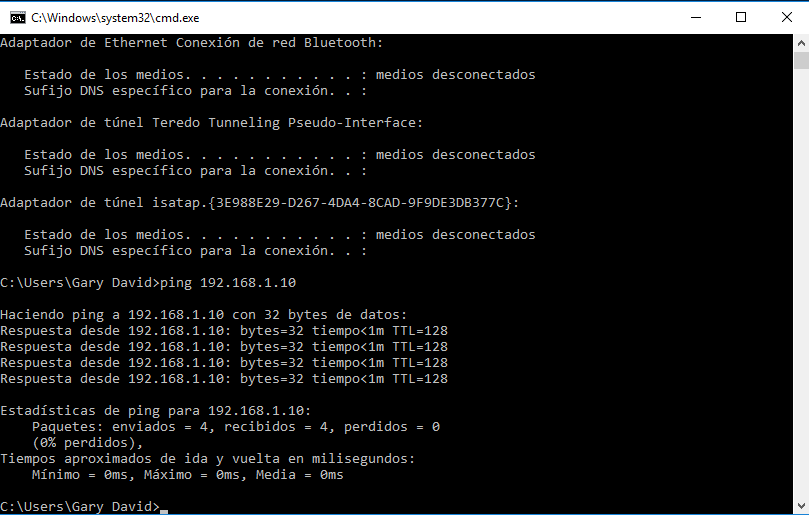 C:\Windows\system32\cmd.exe
Adaptador de Ethernet Conexión de red Bluetooth:
Estado de los medios. . . . . . . . . . . : medios desconectados
Sufijo DNS específico para la conexión. . :
Adaptador de túnel Teredo Tunneling Pseudo-Interface:
Estado de los medios. . . . . . . . . . . : medios desconectados
Sufijo DNS específico para la conexión. . :
Adaptador de túnel isatap.{3E988E29-D267-4DA4-8CAD-9F9DE3DB377C}:
Estado de los medios. . . . . . . . . . . : medios desconectados
Sufijo DNS específico para la conexión. . :
C:\Users\Gary David>ping 192.168.1.10
Haciendo ping a 192.168.1.10 con 32 bytes de datos:
Respuesta desde 192.168.1.10: bytes=32 tiempo<1m TTL=128
Respuesta desde 192.168.1.10: bytes=32 tiempo<1m TTL=128
Respuesta desde 192.168.1.10: bytes=32 tiempo<1m TTL=128
Respuesta desde 192.168.1.10: bytes=32 tiempo<1m TTL=128
Estadísticas de ping para 192.168.1.10:
Paquetes: enviados = 4, recibidos = 4, perdidos = 0
(0% perdidos),
Tiempos aproximados de ida y vuelta en milisegundos:
Mínimo = 0ms, Máximo = 0ms, Media = 0ms
C:\Users\Gary David>